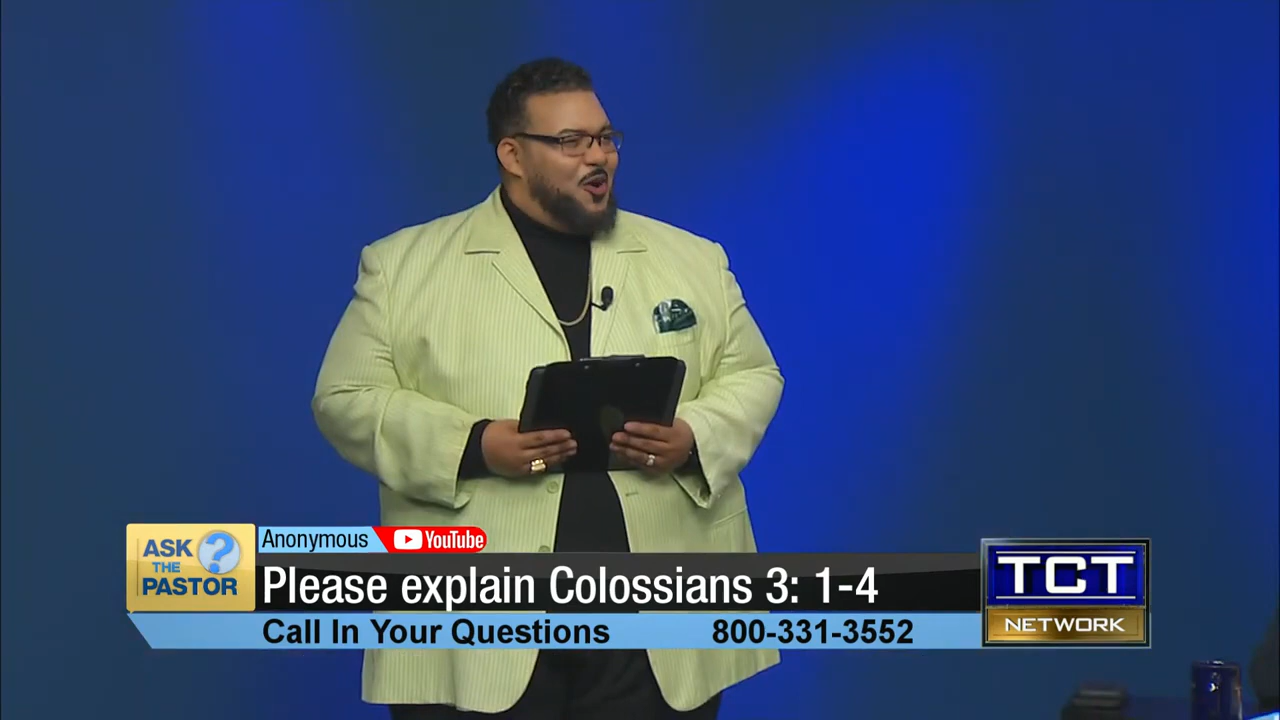 ASK
THE
PASTOR
Anonymous
YouTube
Please explain Colossians 3: 1-4
Call In Your Questions
800-331-3552
TCT
NETWORK